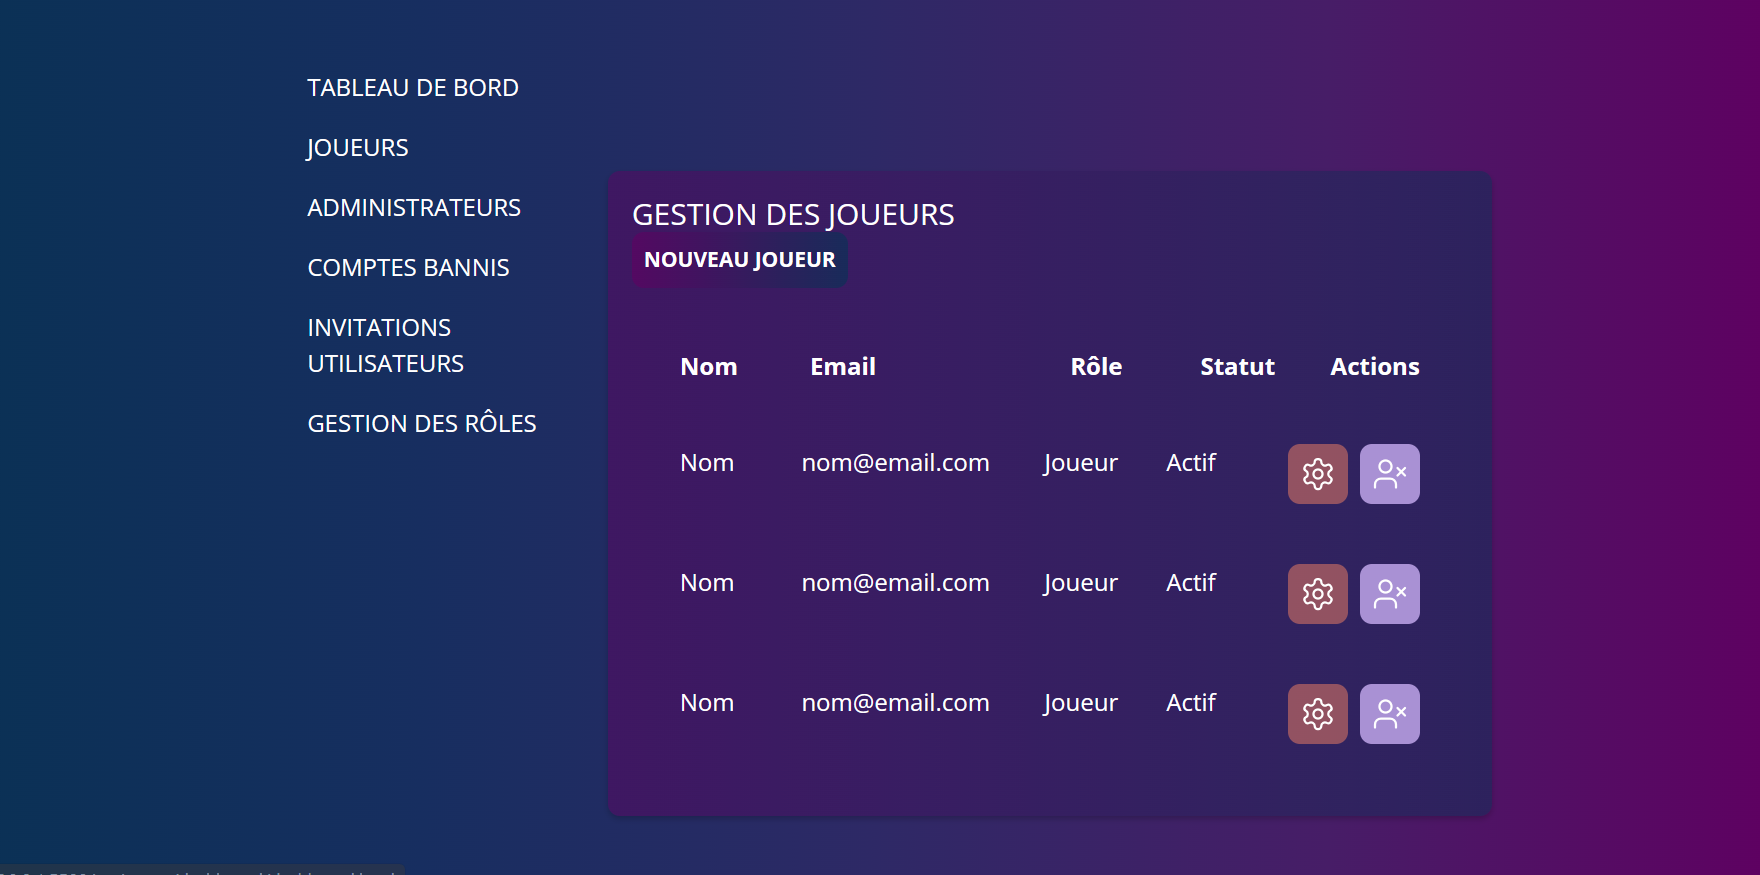 TABLEAU DE BORD
JOUEURS
ADMINISTRATEURS
COMPTES BANNIS
INVITATIONS
UTILISATEURS
GESTION DES RÔLES
GESTION DES JOUEURS
NOUVEAU JOUEUR
Nom Email Rôle Statut Actions
Nom nom@email.com Joueur Actif
Nom nom@email.com Joueur Actif
Nom nom@email.com Joueur Actif